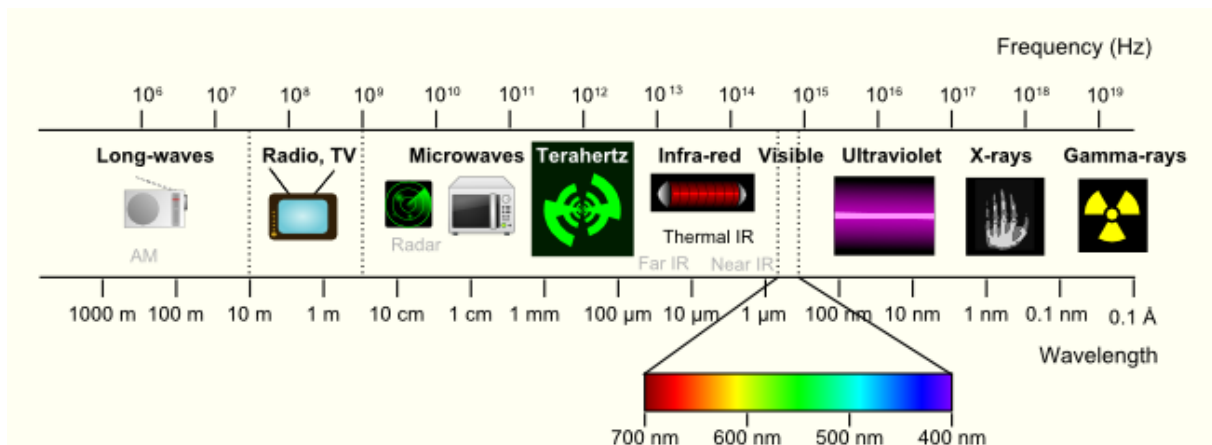 Frequency (Hz)
10⁶ 10⁷ 10⁸ 10⁹ 10¹⁰ 10¹¹ 10¹² 10¹³ 10¹⁴ 10¹⁵ 10¹⁶ 10¹⁷ 10¹⁸ 10¹⁹
Long-waves Radio, TV Microwaves Terahertz Infra-red Visible Ultraviolet X-rays Gamma-rays
Thermal IR
Radar
AM Far IR Near IR
1000 m 100 m 10 m 1 m 10 cm 1 cm 1 mm 100 µm 10 µm 1 µm 100 nm 10 nm 1 nm 0.1 nm 0.1 Å
Wavelength
700 nm 600 nm 500 nm 400 nm